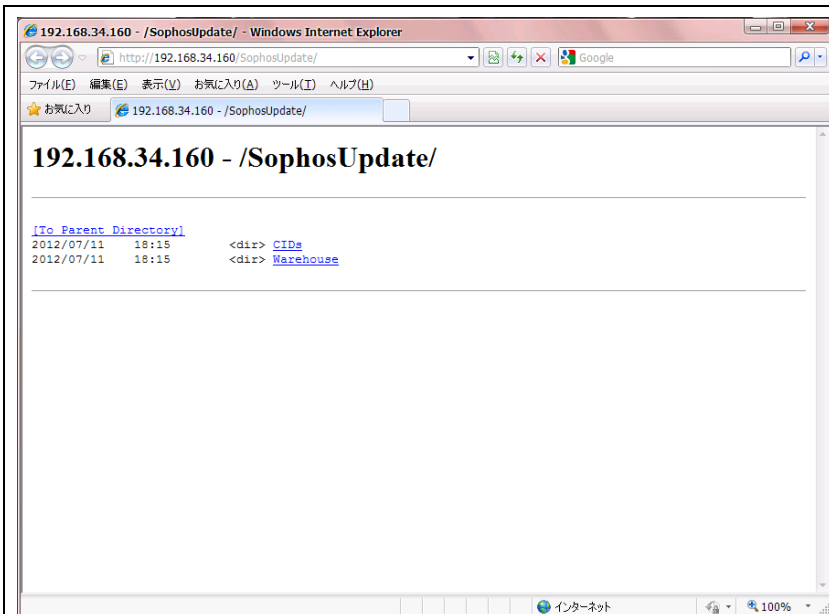 192.168.34.160 - /SophosUpdate/ - Windows Internet Explorer
http://192.168.34.160/SophosUpdate/
Google
ファイル(F) 編集(E) 表示(V) お気に入り(A) ツール(T) ヘルプ(H)
お気に入り 192.168.34.160 - /SophosUpdate/
192.168.34.160 - /SophosUpdate/
[To Parent Directory]
2012/07/11 18:15 <dir> CIDs
2012/07/11 18:15 <dir> Warehouse
インターネット 100%